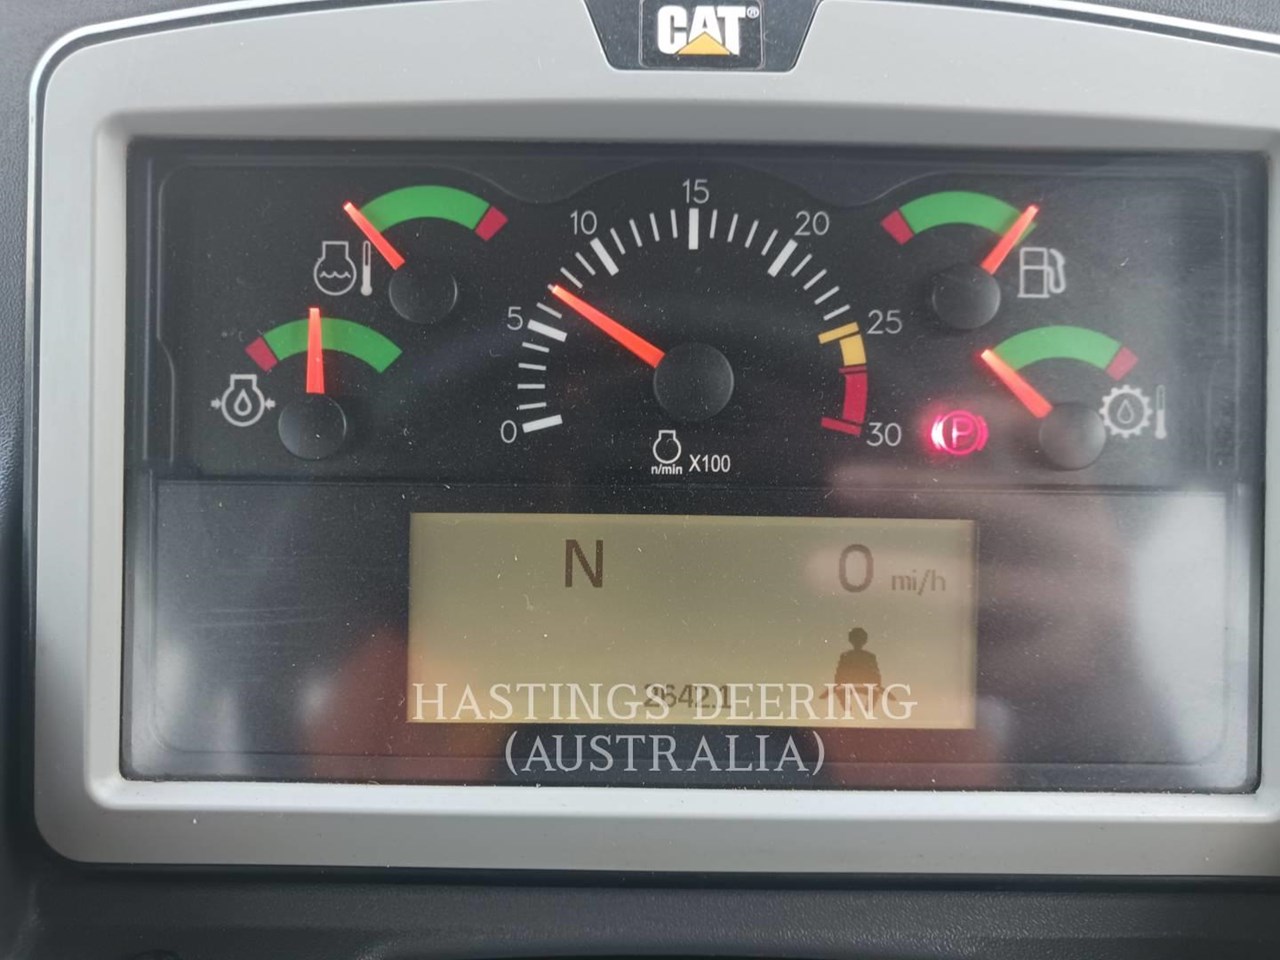 CAT®
15
10
20
5
25
0
30
n/min X100
P
N
0 mi/h
2642.1
HASTINGS DEERING
(AUSTRALIA)